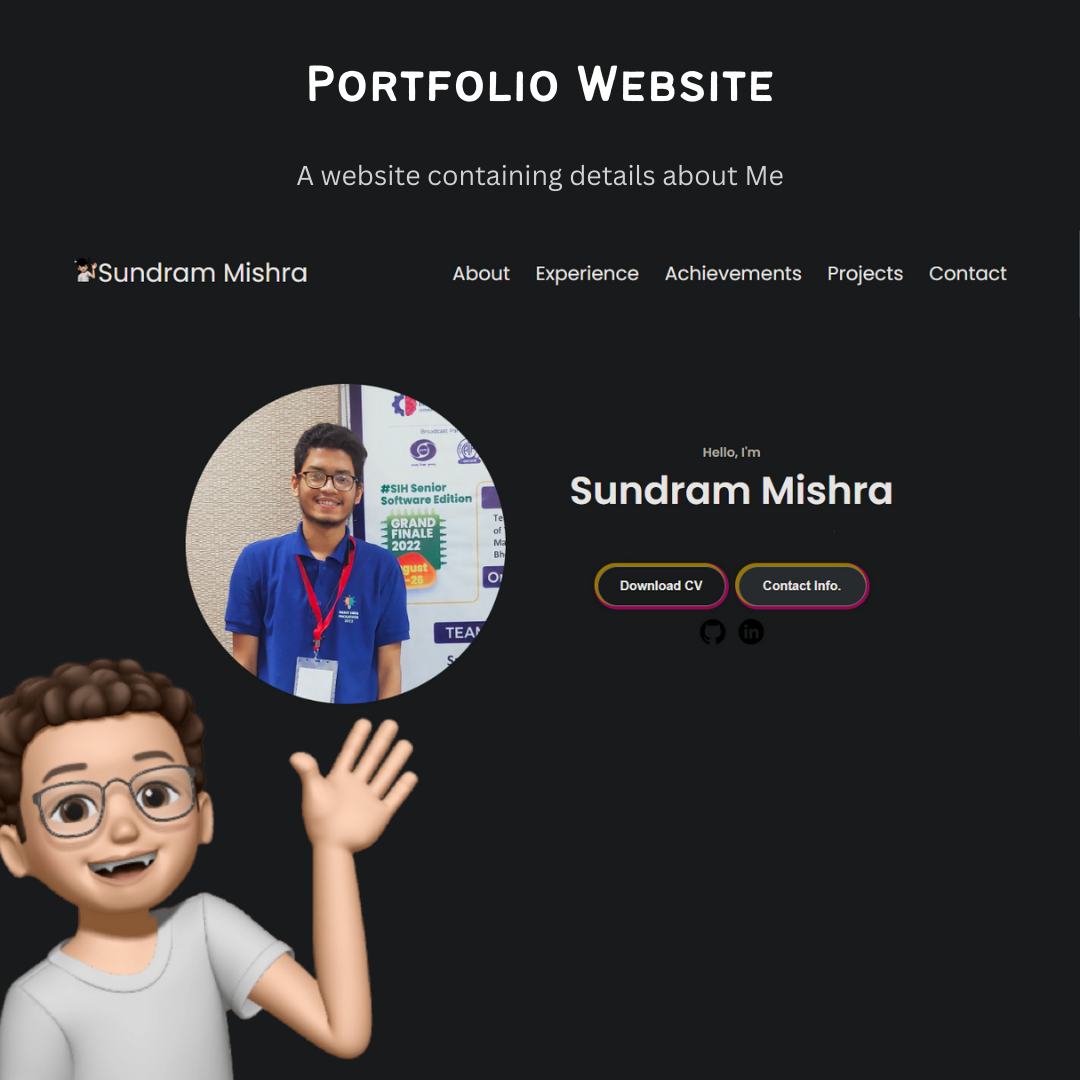 Portfolio Website
A website containing details about Me
Sundram Mishra
About Experience Achievements Projects Contact
#SIH Senior
Software Edition
GRAND
FINALE
2022
Hello, I'm
Sundram Mishra
Download CV
Contact Info.
in